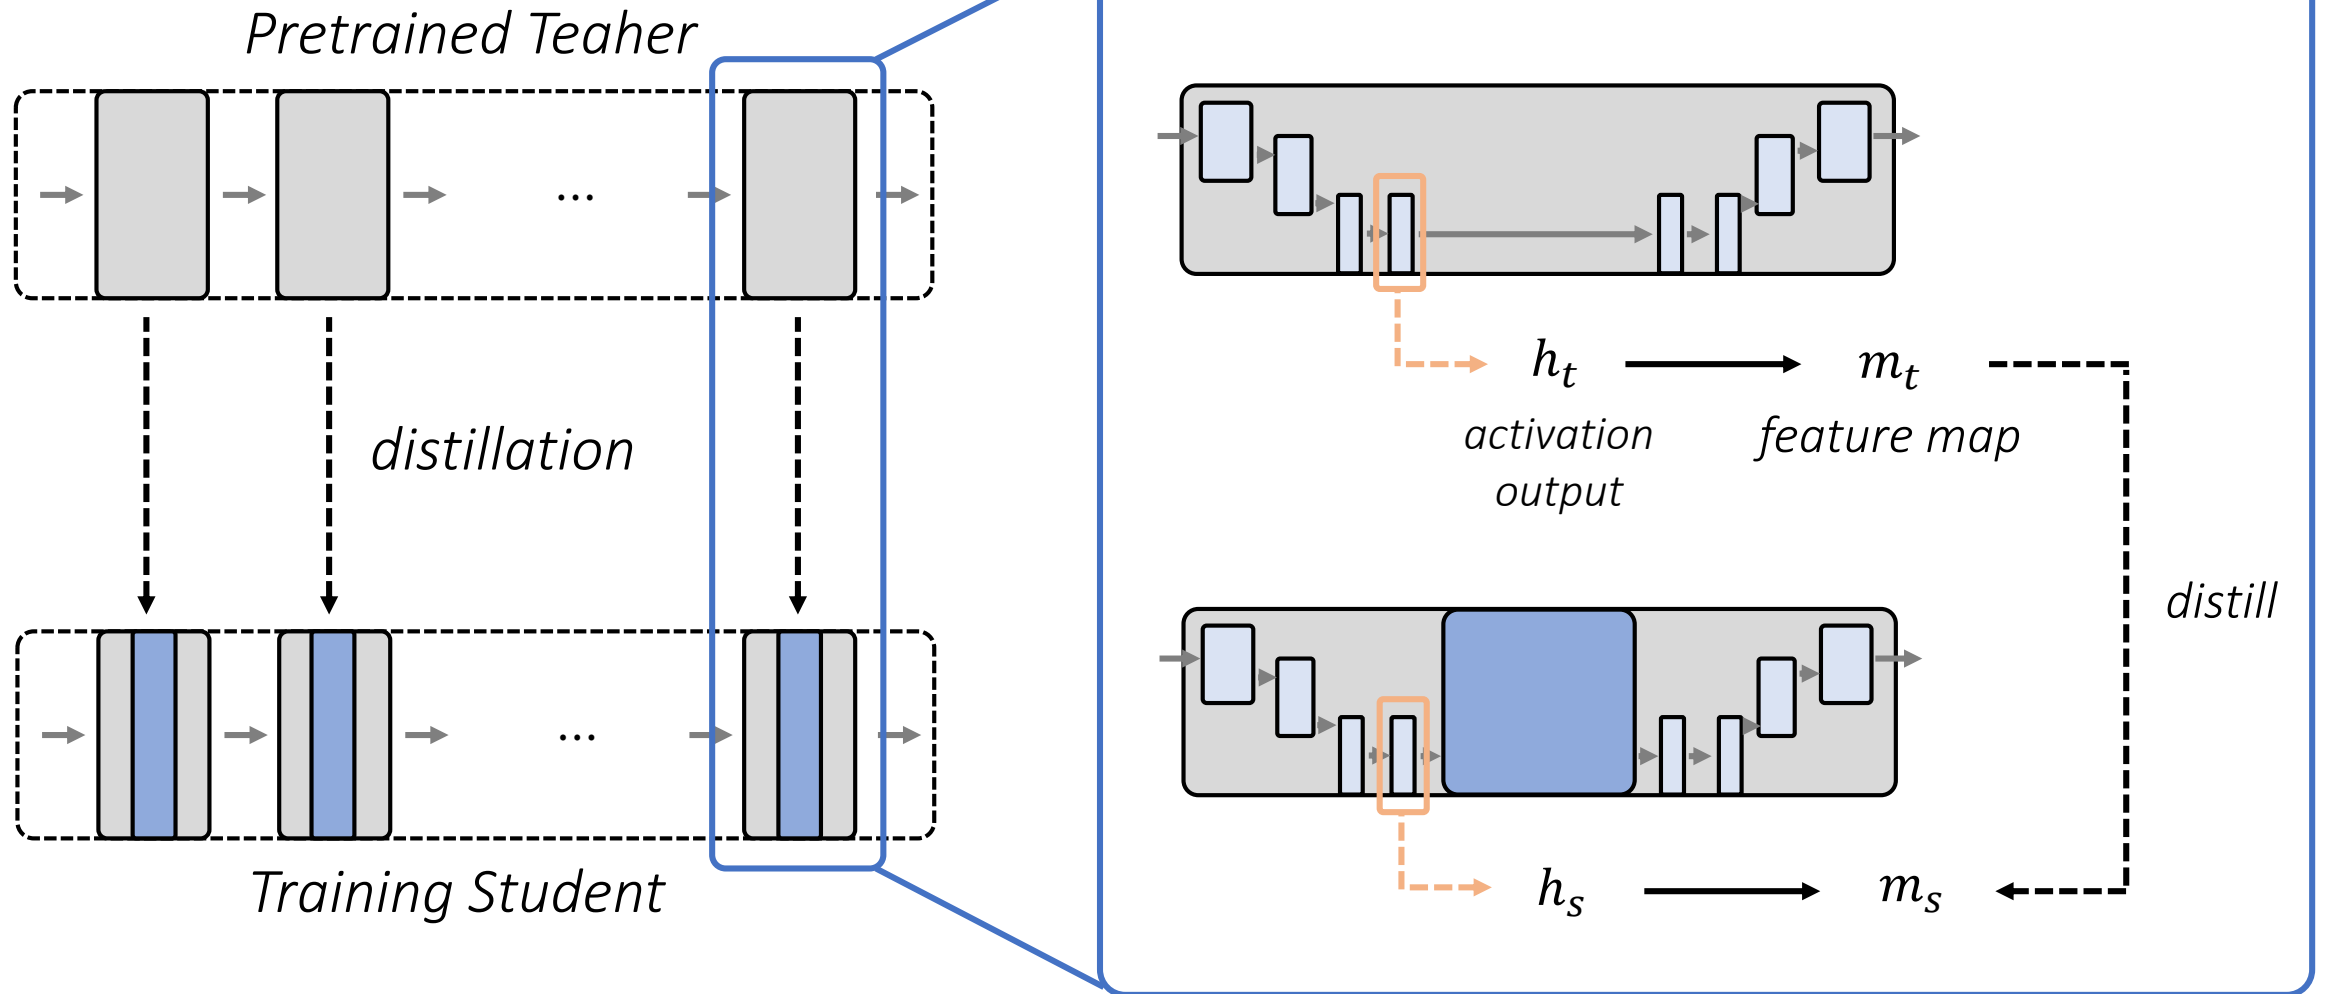 Pretrained Teaher
...
distillation
...
Training Student
h_t
m_t
activation
output
feature map
distill
h_s
m_s